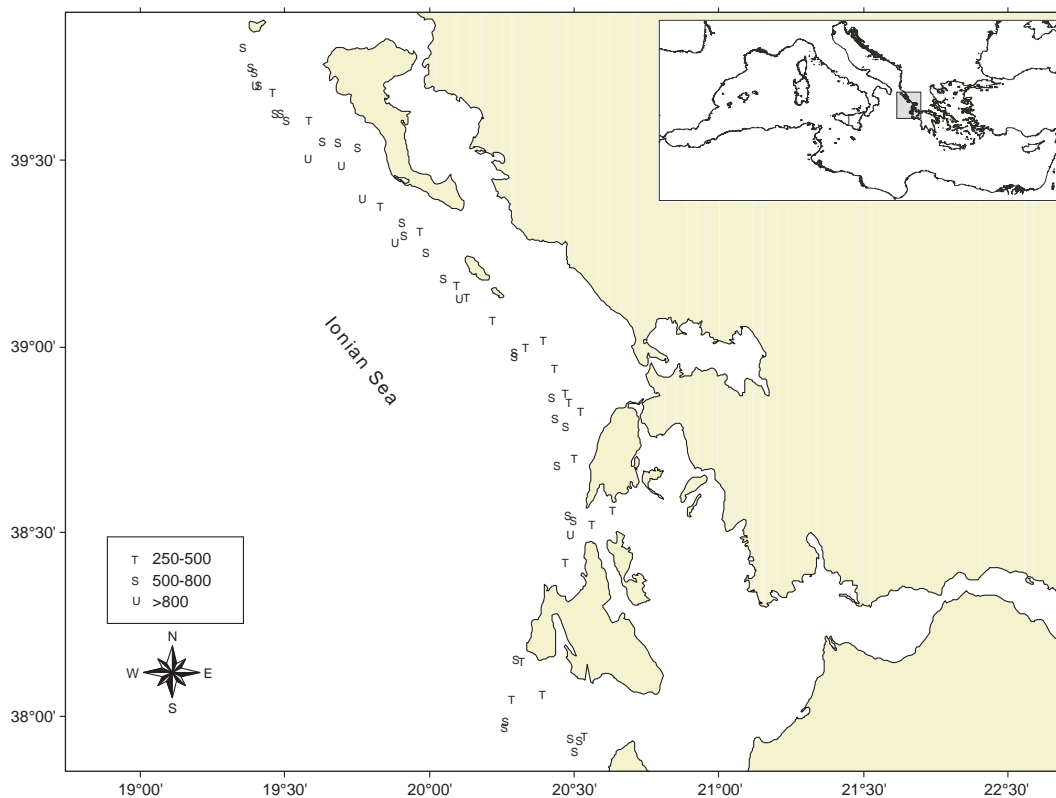 39°30'
39°00'
38°30'
38°00'
19°00'
19°30'
20°00'
20°30'
21°00'
21°30'
22°30'
Ionian Sea
T 250-500
S 500-800
U >800
N
W E
S
S
S
S
U S
T
S S
S
T
S S S
U U
U
T
S
S T
U
S
S
T
U T
T
T
S T
S
T
T
S T
T
S
S
T
S
T
S S
T
U
T
S T
T
T
S
S
S S T
S